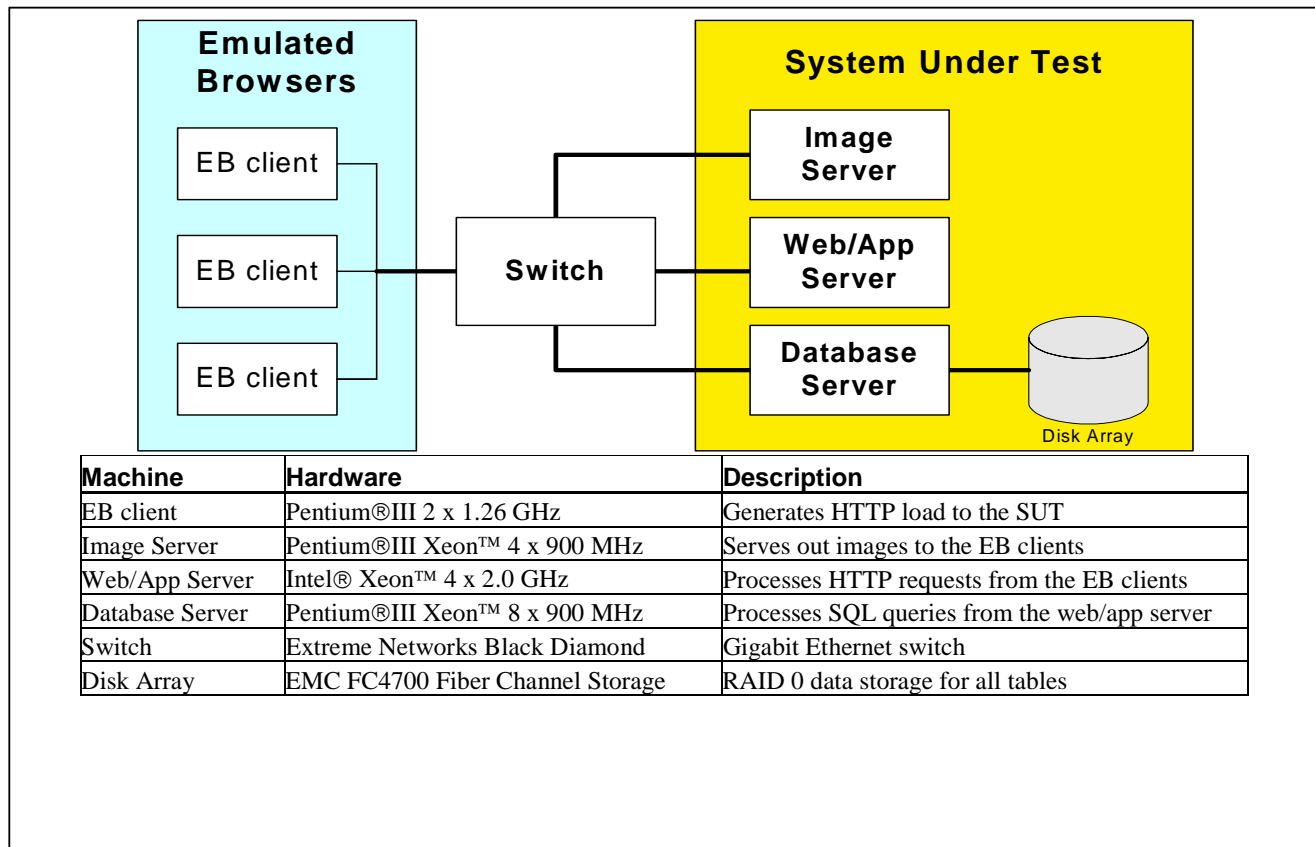 Emulated
Browsers
System Under Test
EB client
EB client
EB client
Switch
Image
Server
Web/App
Server
Database
Server
Disk Array
Machine Hardware Description
EB client Pentium®III 2 x 1.26 GHz Generates HTTP load to the SUT
Image Server Pentium®III Xeon™ 4 x 900 MHz Serves out images to the EB clients
Web/App Server Intel® Xeon™ 4 x 2.0 GHz Processes HTTP requests from the EB clients
Database Server Pentium®III Xeon™ 8 x 900 MHz Processes SQL queries from the web/app server
Switch Extreme Networks Black Diamond Gigabit Ethernet switch
Disk Array EMC FC4700 Fiber Channel Storage RAID 0 data storage for all tables